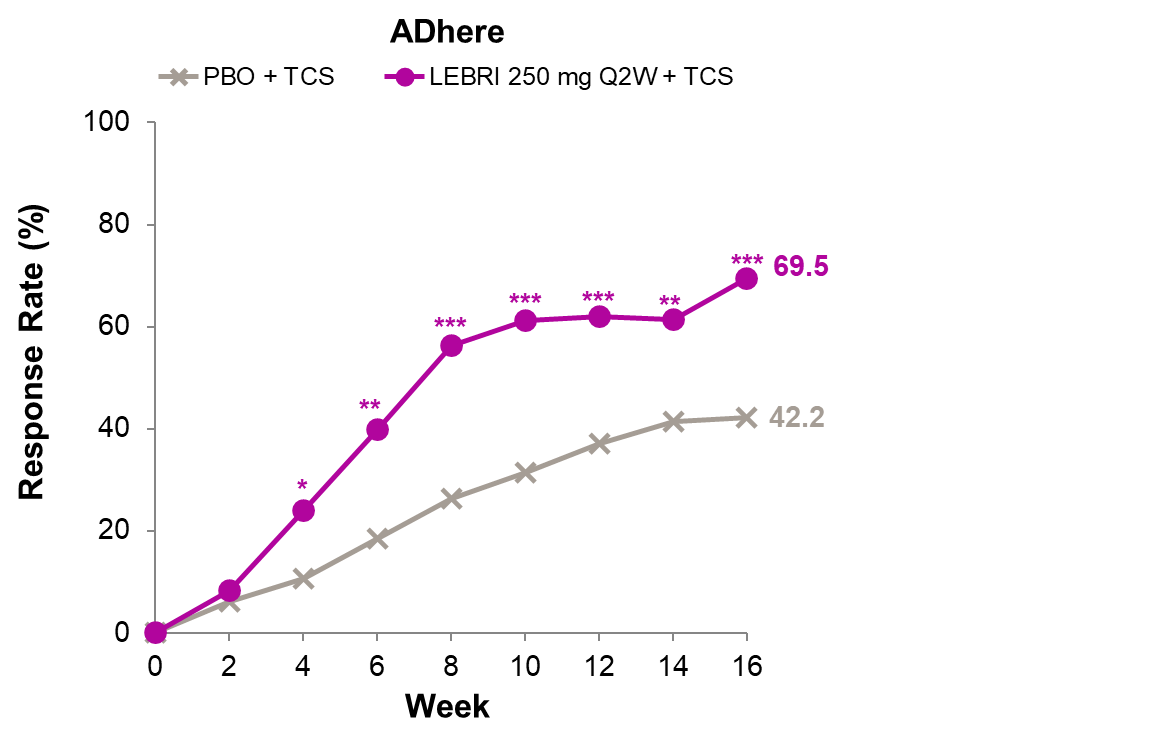 ADhere
PBO + TCS LEBRI 250 mg Q2W + TCS
Response Rate (%)
100
80
60
40
20
0
*
**
***
***
***
**
*** 69.5
42.2
0 2 4 6 8 10 12 14 16
Week